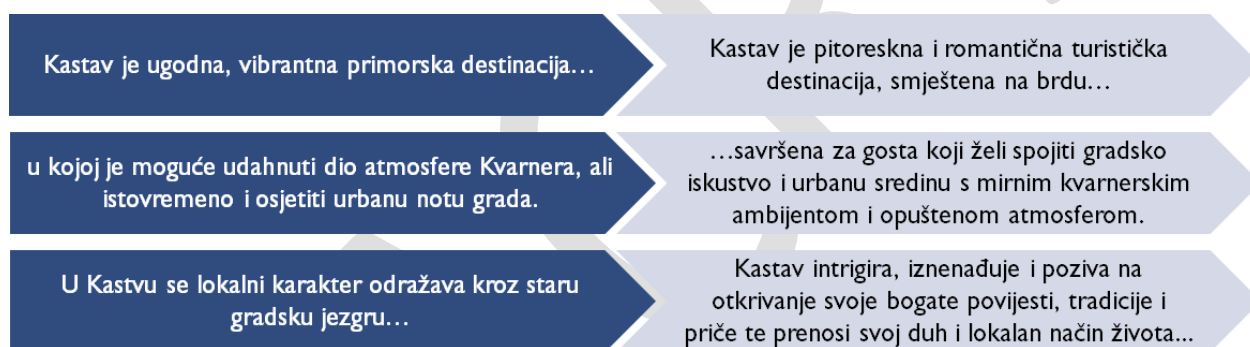 Kastav je ugodna, vibrantna primorska destinacija…
Kastav je pitoreskna i romantična turistička
destinacija, smještena na brdu…
u kojoj je moguće udahnuti dio atmosfere Kvarnera, ali
istovremeno i osjetiti urbanu notu grada.
…savršena za gosta koji želi spojiti gradsko
iskustvo i urbanu sredinu s mirnim kvarnerskim
ambijentom i opuštenom atmosferom.
U Kastvu se lokalni karakter odražava kroz staru
gradsku jezgru…
Kastav intrigira, iznenađuje i poziva na
otkrivanje svoje bogate povijesti, tradicije i
priče te prenosi svoj duh i lokalan način života...